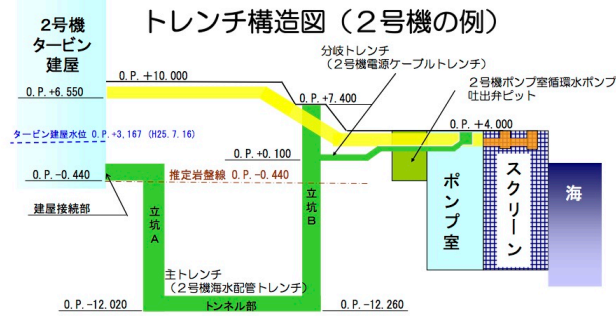 トレンチ構造図（２号機の例）
2号機
タービン
建屋
分岐トレンチ
（２号機電源ケーブルトレンチ）
O.P.+10.000
２号機ポンプ室循環水ポンプ
吐出弁ピット
O.P.+6.550
O.P.+7.400
O.P.+4.000
タービン建屋水位 O.P.+3,167（H25.7.16）
O.P.+0.100
O.P.-0.440
推定岩盤線 O.P.-0.440
建屋接続部
立坑A
立坑B
ポンプ室
スクリーン
海
主トレンチ
（２号機海水配管トレンチ）
O.P.-12.020
トンネル部
O.P.-12.260